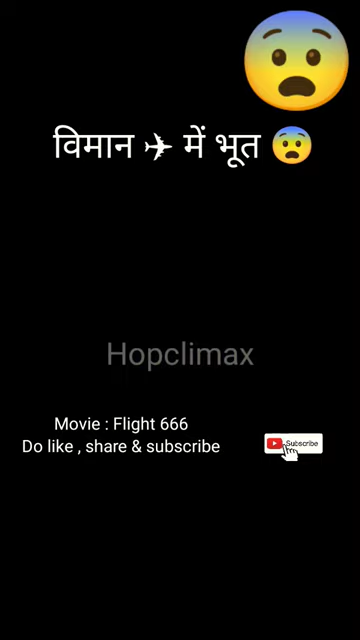 विमान ✈ में भूत 😨
Hopclimax
Movie : Flight 666
Do like , share & subscribe
Subscribe